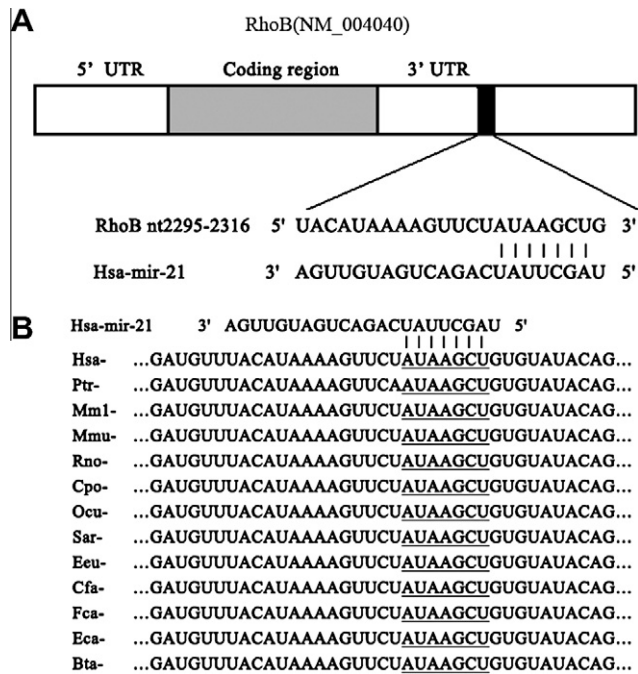 A
RhoB(NM_004040)
5' UTR Coding region 3' UTR
RhoB nt2295-2316 5' UACAUAAAAGUUCUAUAAGCUG 3'
Hsa-mir-21 3' AGUUGUAGUCAGACUAUUCGAU 5'
B
Hsa-mir-21 3' AGUUGUAGUCAGACUAUUCGAU 5'
Hsa- ...GAUGUUUACAUAAAAGUUCUAUAAGCUGUGUAUACAG...
Ptr- ...GAUGUUUACAUAAAAGUUCAAUAAGCUGUGUAUACAG...
Mm1- ...GAUGUUUACAUAAAAGUUCUAUAAGCUGUGUAUACAG...
Mmu- ...GAUGUUUACAUAAAAGUUCUAUAAGCUGUGUAUACAG...
Rno- ...GAUGUUUACAUAAAAGUUCUAUAAGCUGUGUAUACAG...
Cpo- ...GAUGUUUACAUAAAAGUUCUAUAAGCUGUGUAUACAG...
Ocu- ...GAUGUUUACAUAAAAGUUCUAUAAGCUGUGUAUACAG...
Sar- ...GAUGUUUACAUAAAAGUUCUAUAAGCUGUGUAUACAG...
Eeu- ...GAUGUUUACAUAAAAGUUCUAUAAGCUGUGUAUACAG...
Cfa- ...GAUGUUUACAUAAAAGUUCUAUAAGCUGUGUAUACAG...
Fca- ...GAUGUUUACAUAAAAGUUCUAUAAGCUGUGUAUACAG...
Eca- ...GAUGUUUACAUAAAAGUUCUAUAAGCUGUGUAUACAG...
Bta- ...GAUGUUUACAUAAAAGUUCUAUAAGCUGUGUAUACAG...